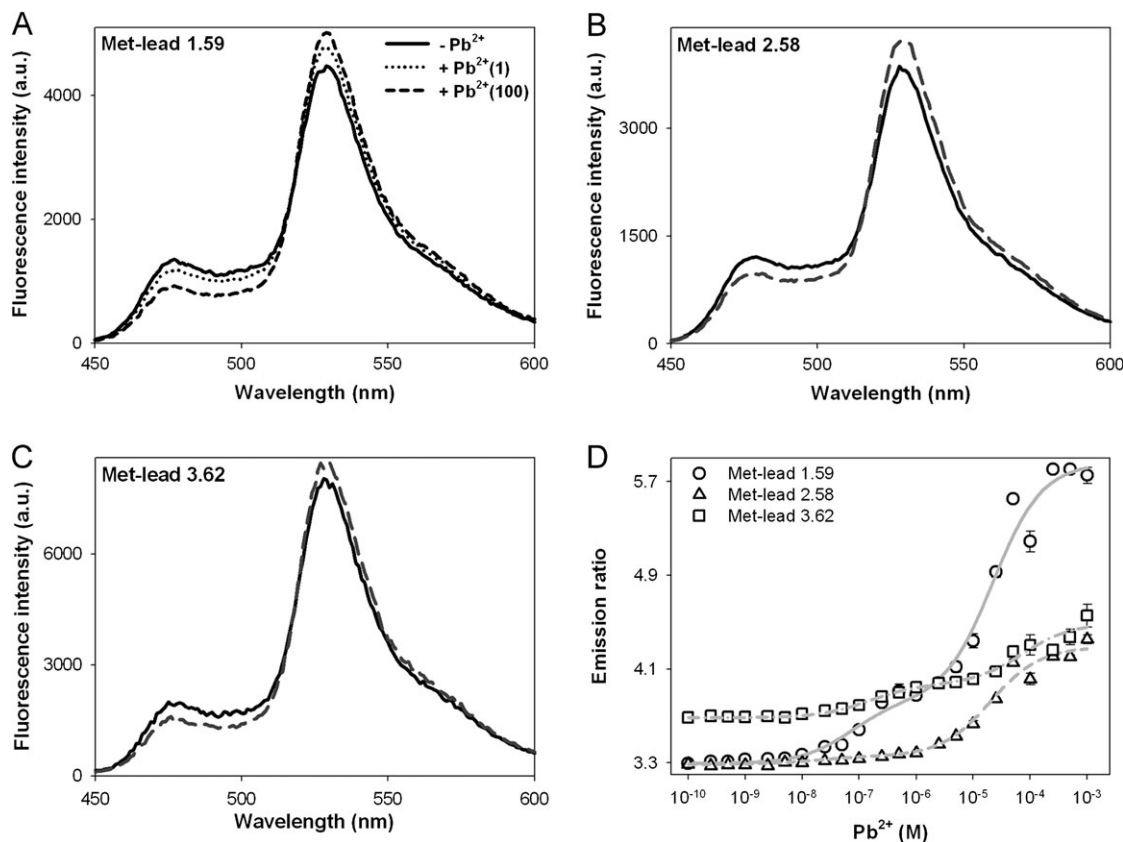 A
Met-lead 1.59
- Pb²⁺
+ Pb²⁺(1)
+ Pb²⁺(100)
Fluorescence intensity (a.u.)
4000
2000
0
450 500 550 600
Wavelength (nm)
B
Met-lead 2.58
Fluorescence intensity (a.u.)
3000
1500
0
450 500 550 600
Wavelength (nm)
C
Met-lead 3.62
Fluorescence intensity (a.u.)
6000
3000
0
450 500 550 600
Wavelength (nm)
D
Met-lead 1.59
Met-lead 2.58
Met-lead 3.62
Emission ratio
5.7
4.9
4.1
3.3
10⁻¹⁰ 10⁻⁹ 10⁻⁸ 10⁻⁷ 10⁻⁶ 10⁻⁵ 10⁻⁴ 10⁻³
Pb²⁺ (M)